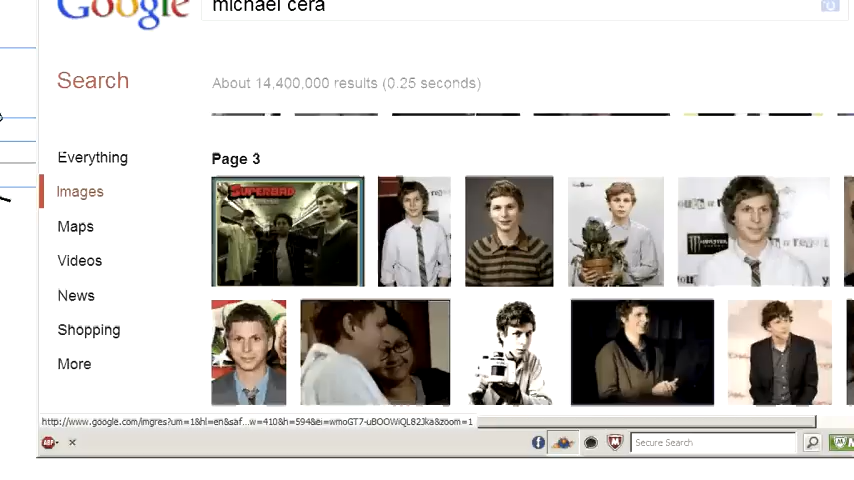 Google
michael cera
Search
About 14,400,000 results (0.25 seconds)
Everything
Page 3
Images
SUPERBAD
Maps
MONSTER
Videos
News
Shopping
More
http://www.google.com/imgres?um=1&hl=en&saf...w=410&h=594&ei=wmoGT7-uBOOWiQL82Jka&zoom=1
ABP
Secure Search